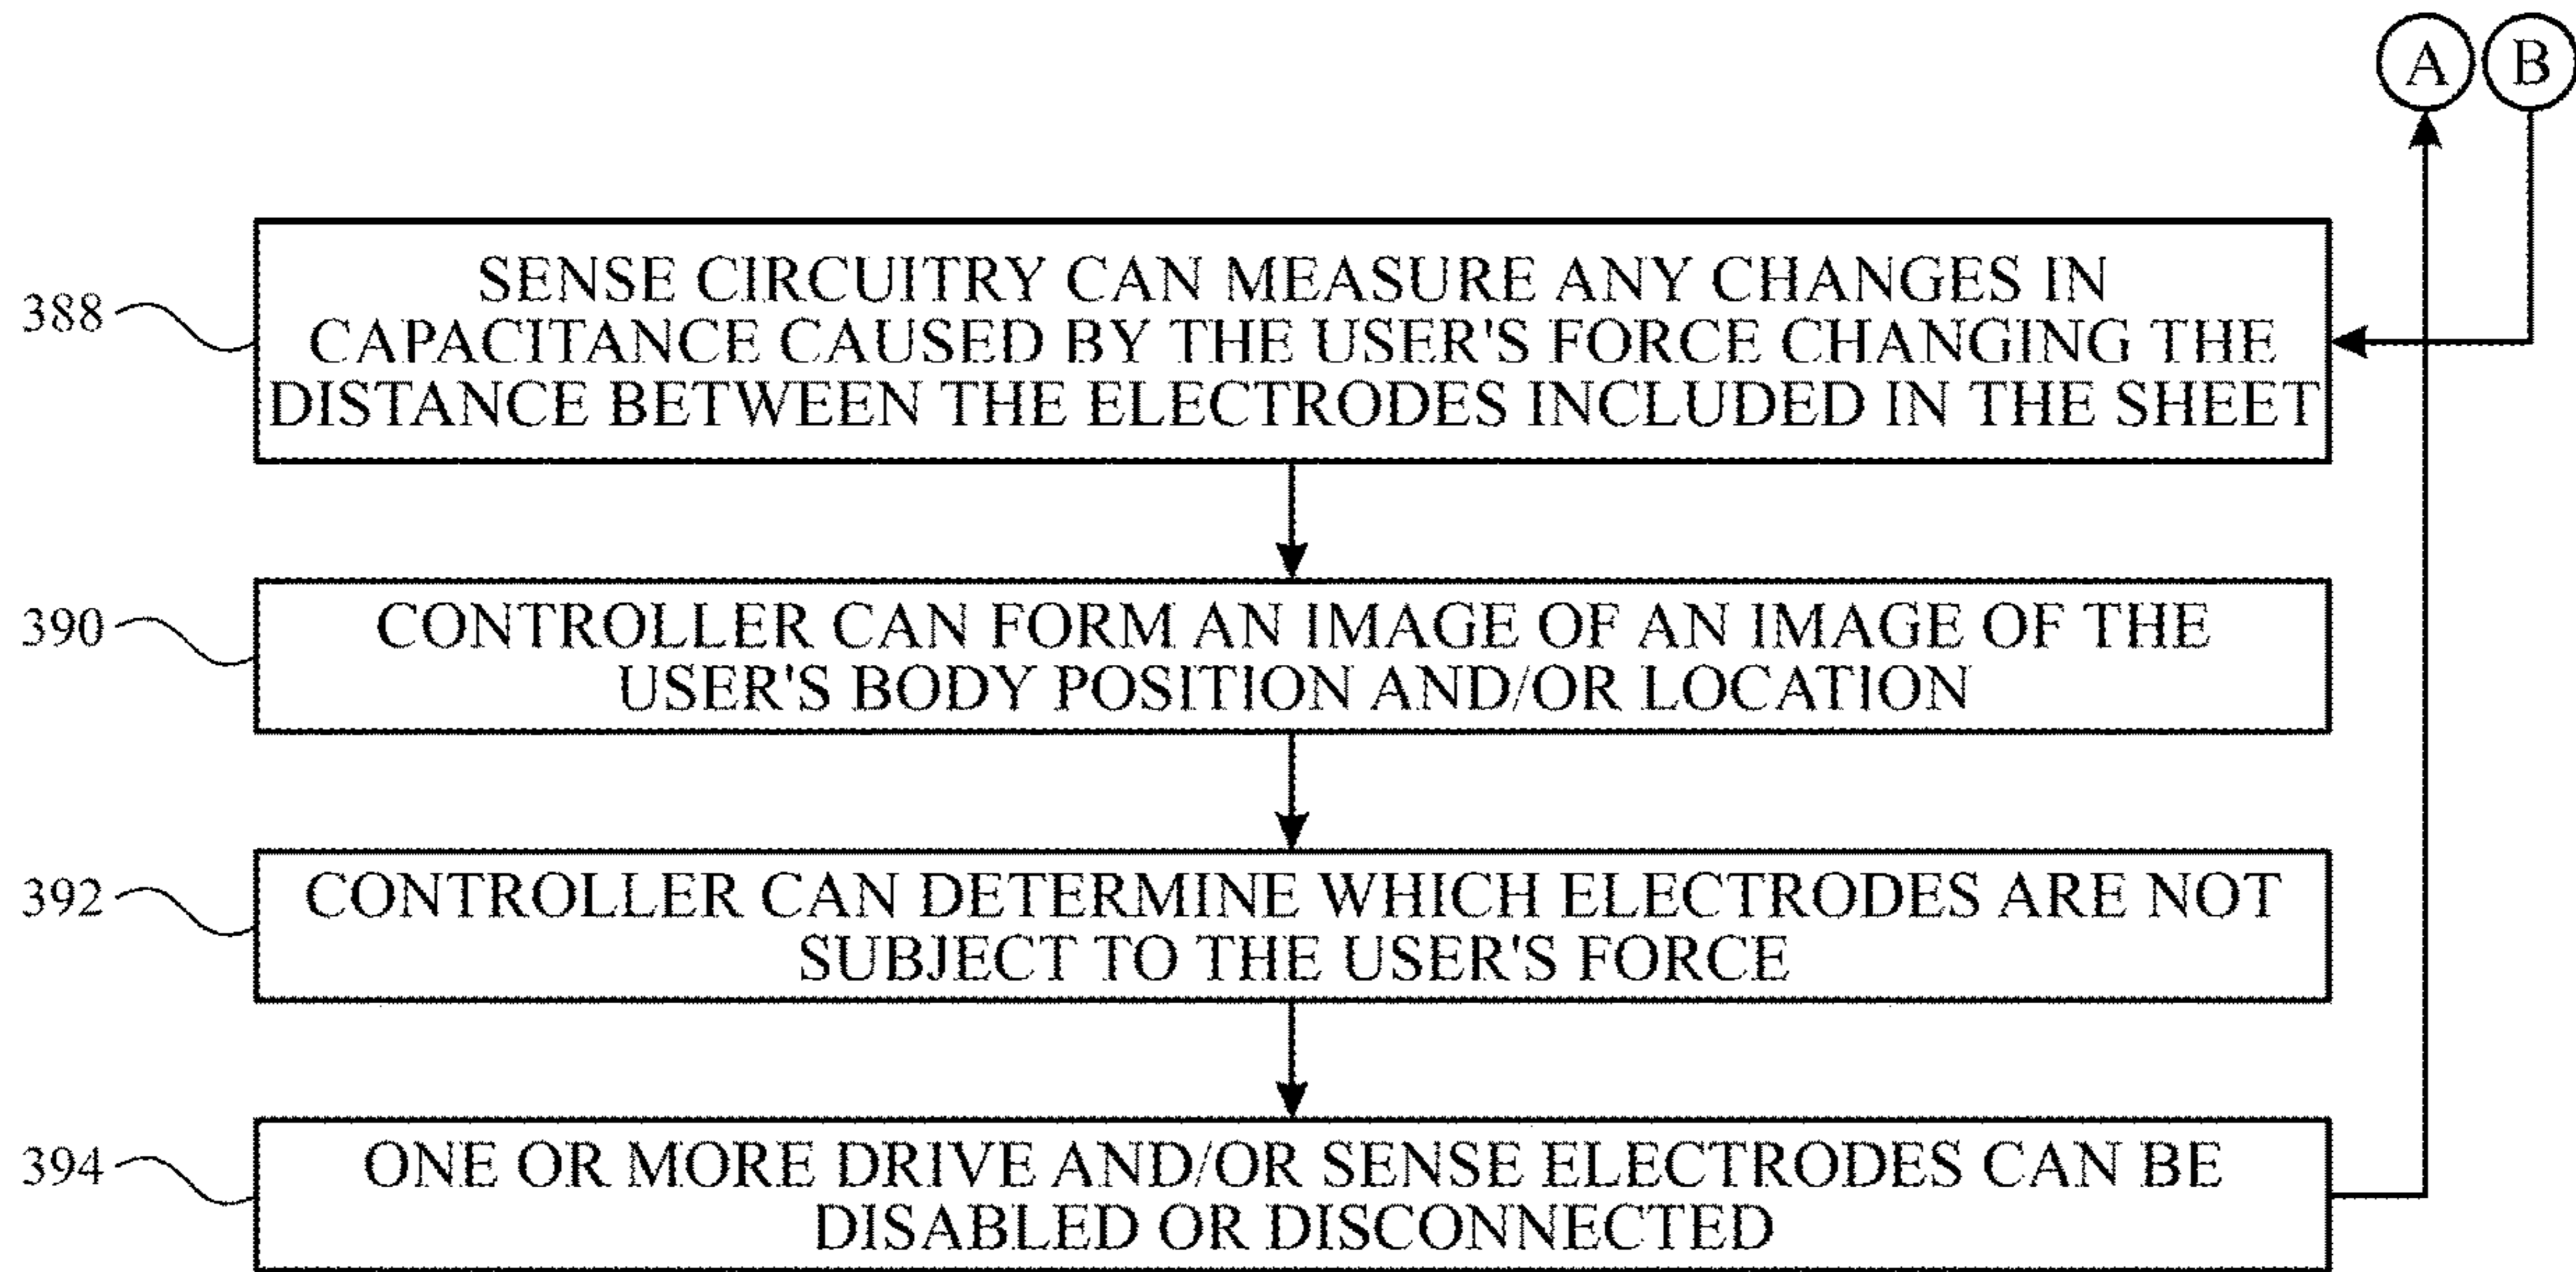 A B
388
SENSE CIRCUITRY CAN MEASURE ANY CHANGES IN
CAPACITANCE CAUSED BY THE USER'S FORCE CHANGING THE
DISTANCE BETWEEN THE ELECTRODES INCLUDED IN THE SHEET
390
CONTROLLER CAN FORM AN IMAGE OF AN IMAGE OF THE
USER'S BODY POSITION AND/OR LOCATION
392
CONTROLLER CAN DETERMINE WHICH ELECTRODES ARE NOT
SUBJECT TO THE USER'S FORCE
394
ONE OR MORE DRIVE AND/OR SENSE ELECTRODES CAN BE
DISABLED OR DISCONNECTED